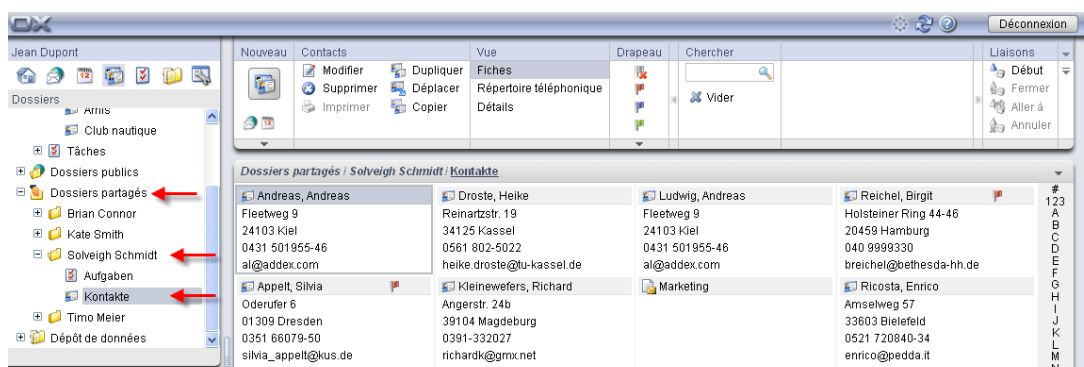 OX
Déconnexion
Jean Dupont
Dossiers
Amis
Club nautique
Tâches
Dossiers publics
Dossiers partagés
Brian Connor
Kate Smith
Solveigh Schmidt
Aufgaben
Kontakte
Timo Meier
Dépôt de données
Nouveau
Contacts
Modifier
Supprimer
Imprimer
Dupliquer
Déplacer
Copier
Vue
Fiches
Répertoire téléphonique
Détails
Drapeau
Chercher
Vider
Liaisons
Début
Fermer
Aller à
Annuler
Dossiers partagés / Solveigh Schmidt / Kontakte
Andreas, Andreas
Fleetweg 9
24103 Kiel
0431 501955-46
al@addex.com
Droste, Heike
Reinartzstr. 19
34125 Kassel
0561 802-5022
heike.droste@tu-kassel.de
Ludwig, Andreas
Fleetweg 9
24103 Kiel
0431 501955-46
al@addex.com
Reichel, Birgit
Holsteiner Ring 44-46
20459 Hamburg
040 9999330
breichel@bethesda-hh.de
Appelt, Silvia
Oderufer 6
01309 Dresden
0351 66079-50
silvia_appelt@kus.de
Kleinewefers, Richard
Angerstr. 24b
39104 Magdeburg
0391-332027
richardk@gmx.net
Marketing
Ricosta, Enrico
Amselweg 57
33603 Bielefeld
0521 720840-34
enrico@pedda.it
#
123
A
B
C
D
E
F
G
H
I
J
K
L
M